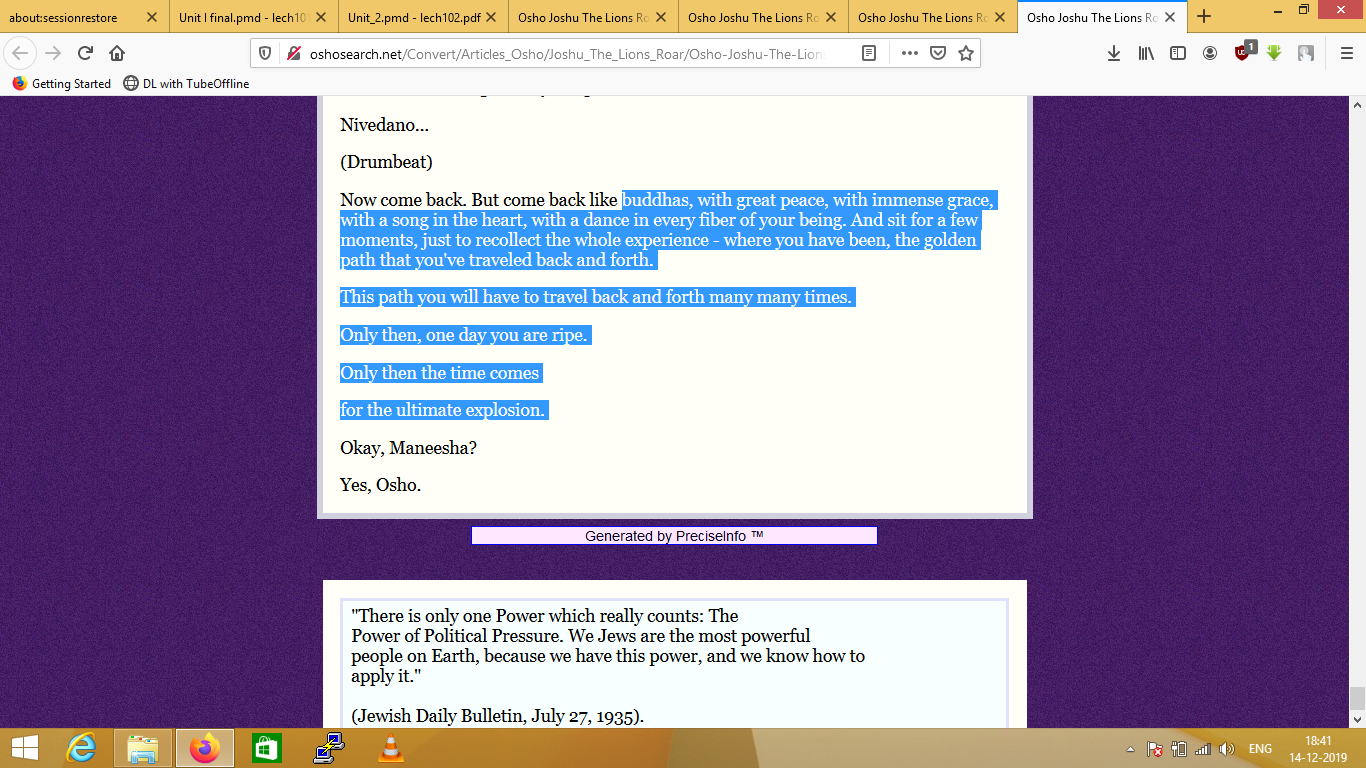 about:sessionrestore
Unit I final.pmd - lech101
Unit_2.pmd - lech102.pdf
Osho Joshu The Lions Ro
Osho Joshu The Lions Ro
Osho Joshu The Lions Ro
Osho Joshu The Lions Ro
oshosearch.net/Convert/Articles_Osho/Joshu_The_Lions_Roar/Osho-Joshu-The-Lions
1
Getting Started
DL with TubeOffline
Nivedano...
(Drumbeat)
Now come back. But come back like buddhas, with great peace, with immense grace,
with a song in the heart, with a dance in every fiber of your being. And sit for a few
moments, just to recollect the whole experience - where you have been, the golden
path that you've traveled back and forth.
This path you will have to travel back and forth many many times.
Only then, one day you are ripe.
Only then the time comes
for the ultimate explosion.
Okay, Maneesha?
Yes, Osho.
Generated by PreciseInfo ™
"There is only one Power which really counts: The
Power of Political Pressure. We Jews are the most powerful
people on Earth, because we have this power, and we know how to
apply it."
(Jewish Daily Bulletin, July 27, 1935).
ENG
18:41
14-12-2019